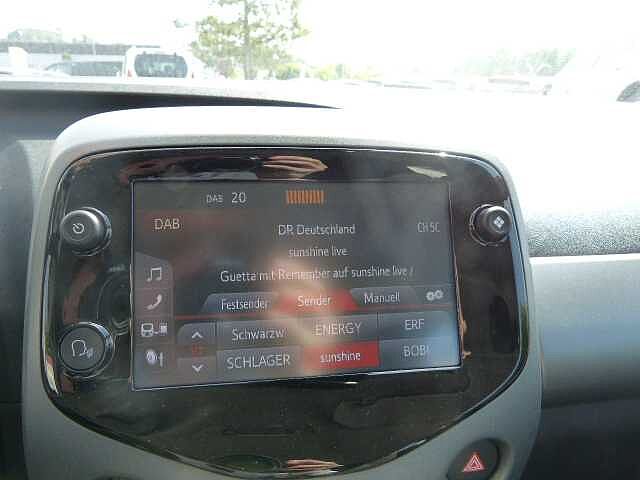 DAB 20
DAB
DR Deutschland CH 5C
sunshine live
Guetta mit Remember auf sunshine live /
Festsender Sender Manuell
Schwarzw ENERGY ERF
SCHLAGER sunshine BOB!